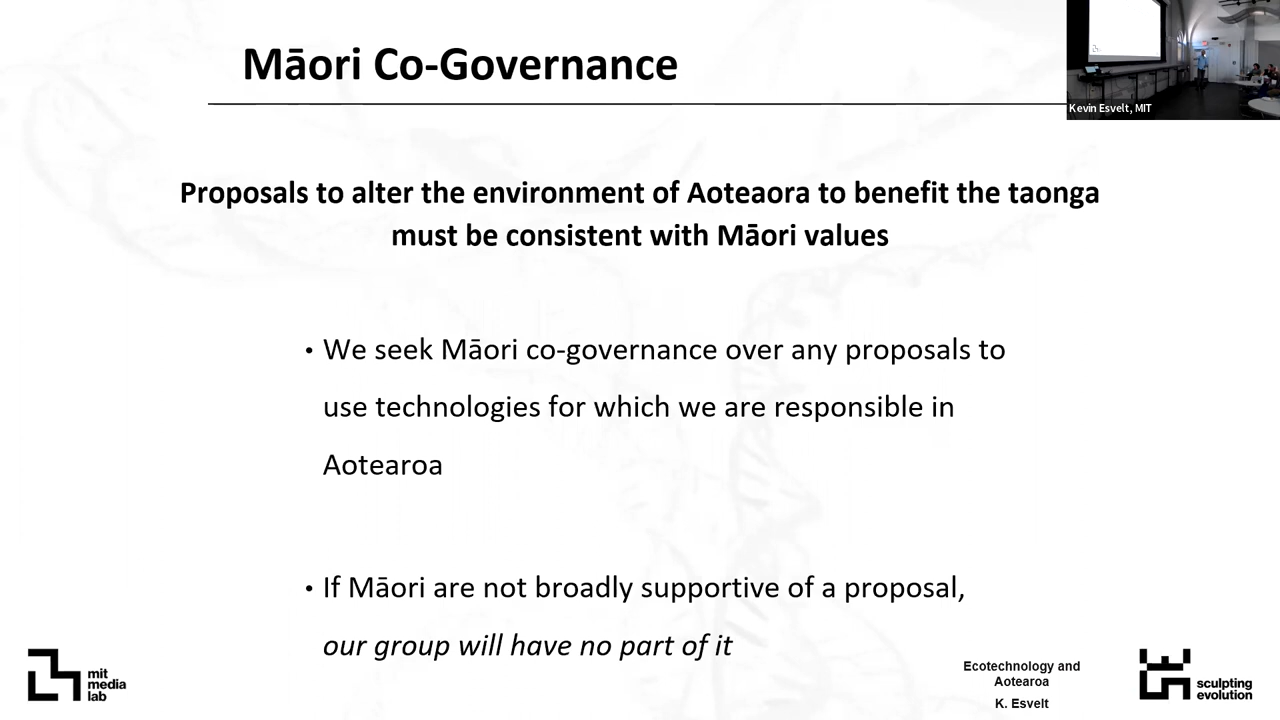 Māori Co-Governance
Kevin Esvelt, MIT
Proposals to alter the environment of Aoteaora to benefit the taonga
must be consistent with Māori values
• We seek Māori co-governance over any proposals to
use technologies for which we are responsible in
Aotearoa
• If Māori are not broadly supportive of a proposal,
our group will have no part of it
mit
media
lab
Ecotechnology and
Aotearoa
K. Esvelt
sculpting
evolution